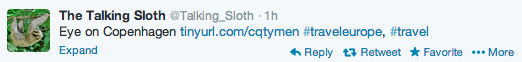 The Talking Sloth @Talking_Sloth · 1h
Eye on Copenhagen tinyurl.com/cqtymen #traveleurope, #travel
Expand Reply Retweet Favorite More